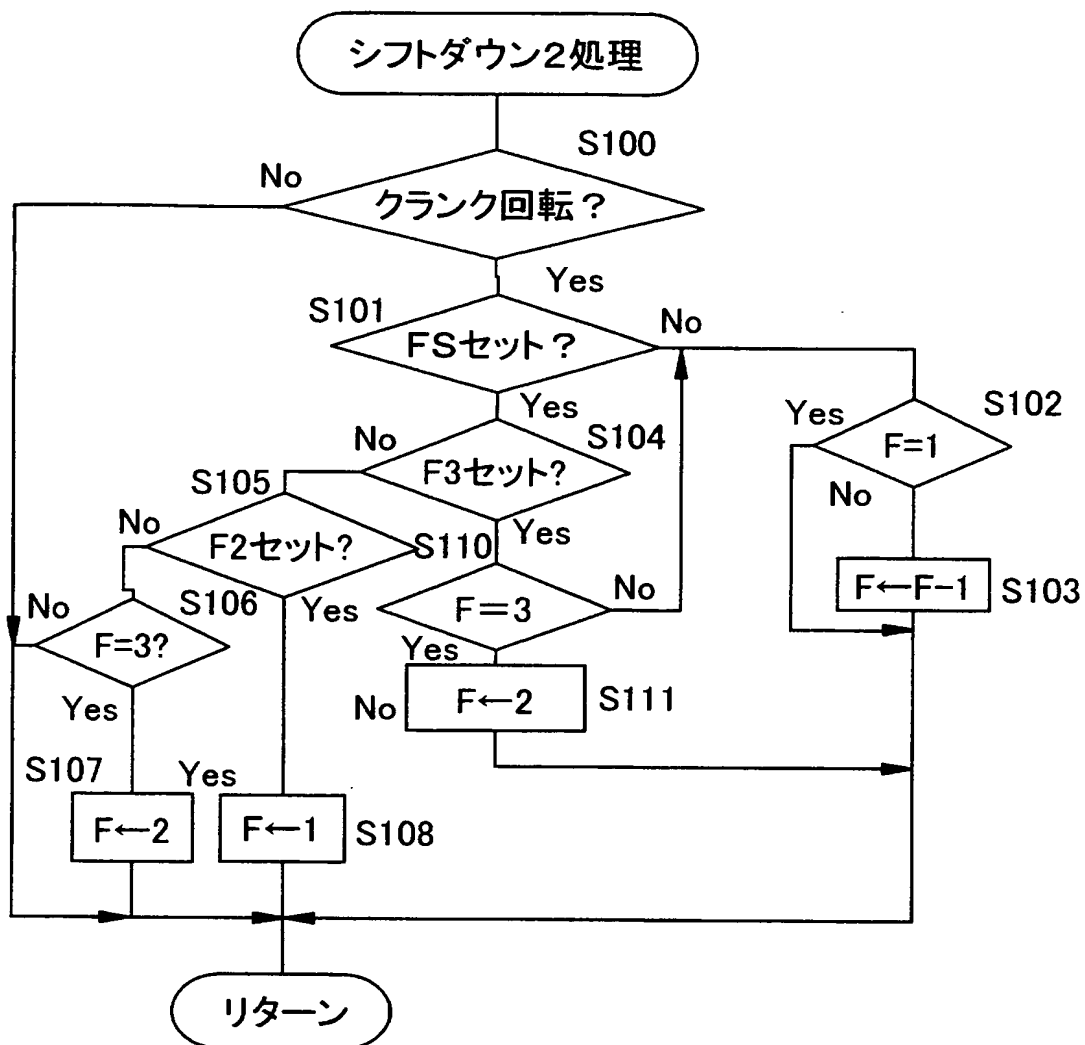 シフトダウン2処理
S100
No
クランク回転?
Yes
S101
No
FSセット?
Yes
Yes
S102
No
S104
F=1
F3セット?
S105
No
No
Yes
F2セット?
S110
No
F←F-1
S103
No
S106
Yes
F=3
F=3?
Yes
Yes
No
F←2
S111
S107
Yes
F←2
F←1
S108
リターン